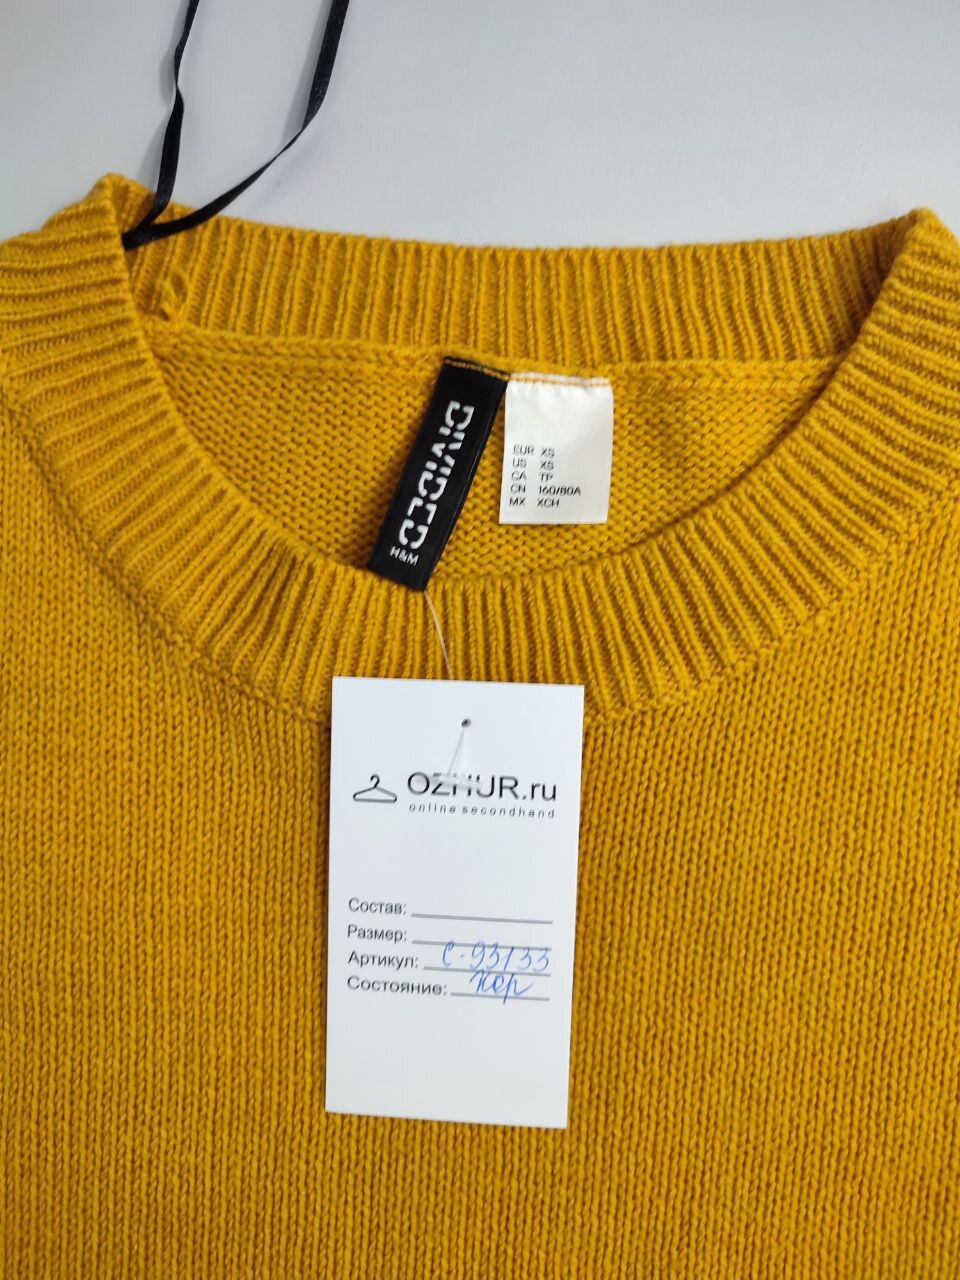 DIVIDED
H&M
EUR XS
US XS
CA TP
CN 160/80A
MX XCH
OZHUR.ru
online secondhand
Состав:
Размер:
Артикул: С-93133
Состояние: хор